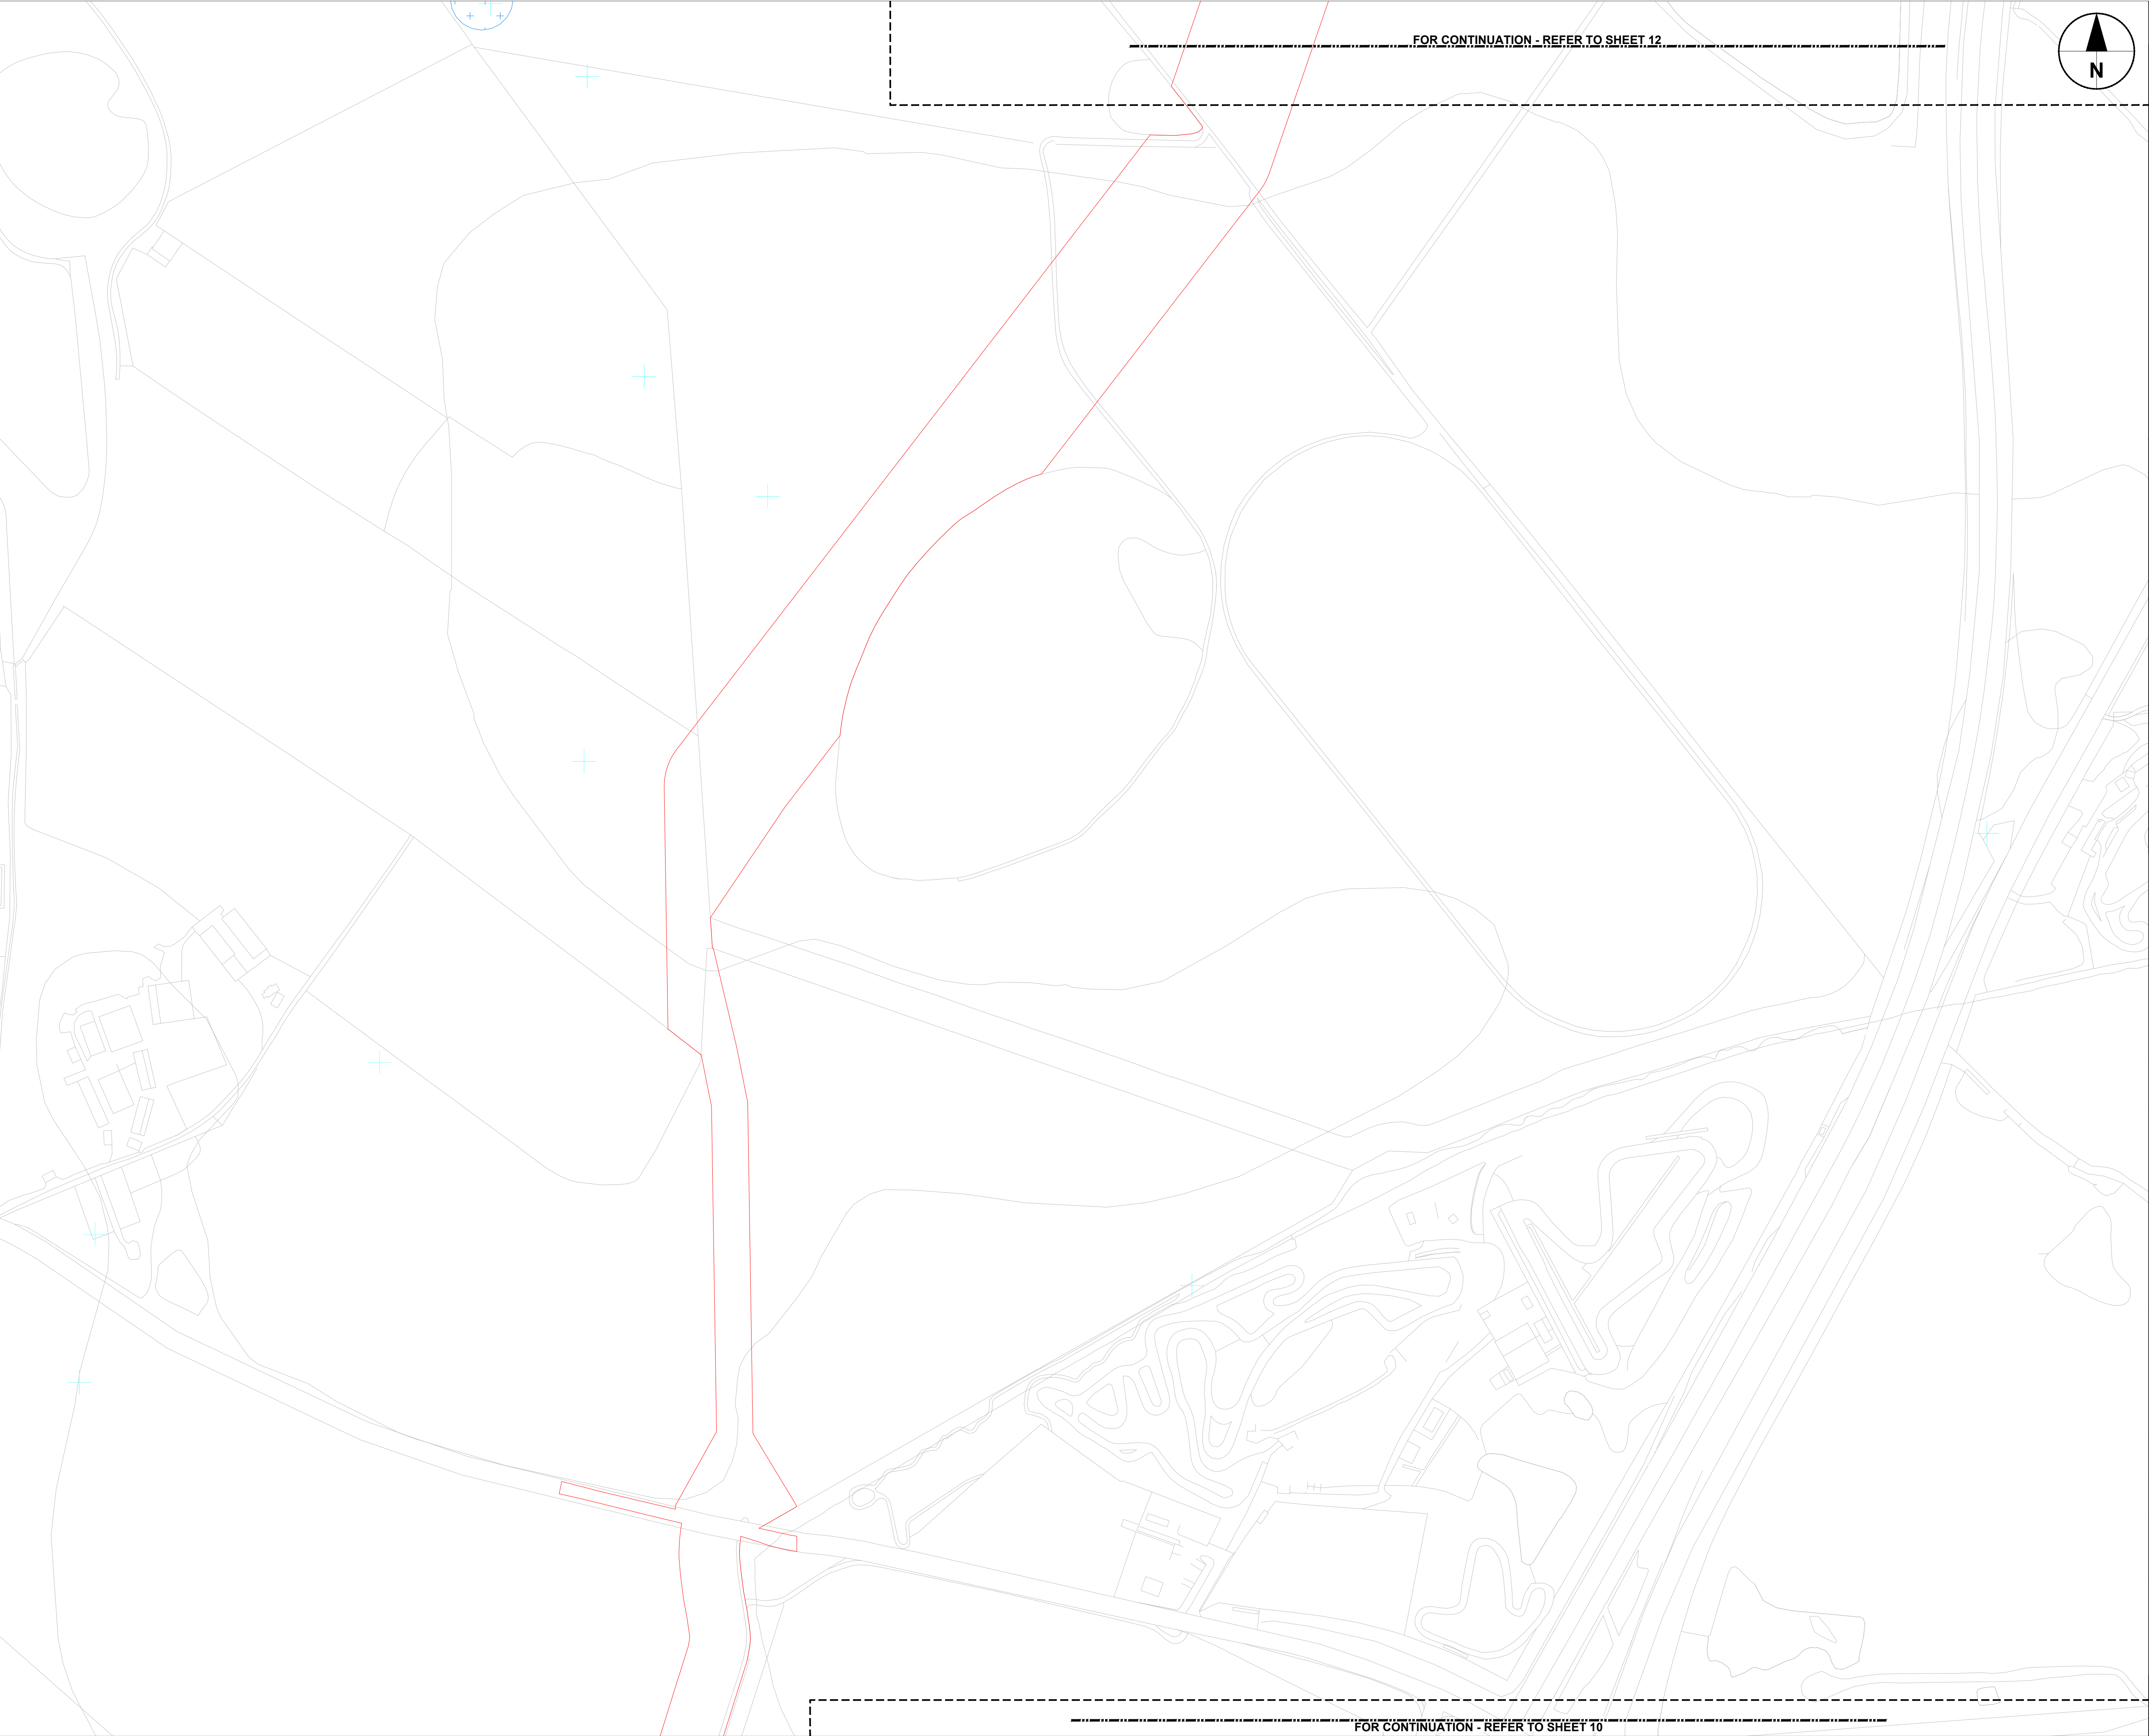 FOR CONTINUATION - REFER TO SHEET 12
N
FOR CONTINUATION - REFER TO SHEET 10